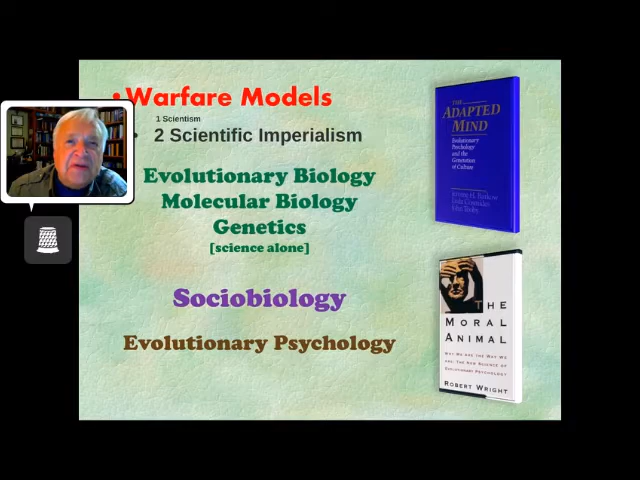 •Warfare Models
1 Scientism
• 2 Scientific Imperialism
Evolutionary Biology
Molecular Biology
Genetics
[science alone]
Sociobiology
Evolutionary Psychology
THE
ADAPTED
MIND
Evolutionary
Psychology
and the
Generation
of Culture
Jerome H. Barkow
Leda Cosmides
John Tooby
THE
MORAL
ANIMAL
WHY WE ARE THE WAY WE
ARE: THE NEW SCIENCE OF
EVOLUTIONARY PSYCHOLOGY
ROBERT WRIGHT